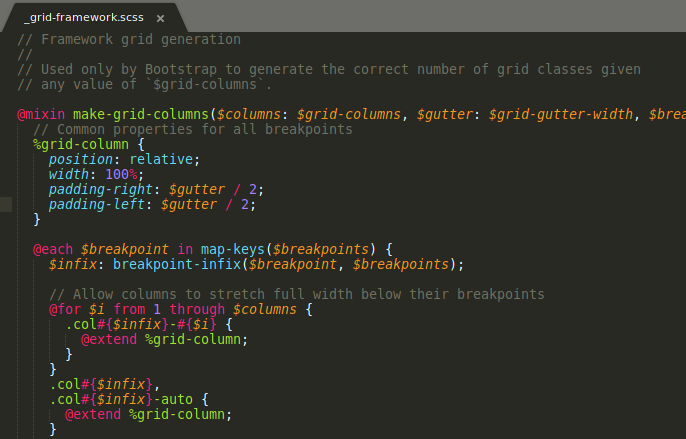 _grid-framework.scss ×
// Framework grid generation
//
// Used only by Bootstrap to generate the correct number of grid classes given
// any value of `$grid-columns`.
@mixin make-grid-columns($columns: $grid-columns, $gutter: $grid-gutter-width, $brea
// Common properties for all breakpoints
%grid-column {
position: relative;
width: 100%;
padding-right: $gutter / 2;
padding-left: $gutter / 2;
}
@each $breakpoint in map-keys($breakpoints) {
$infix: breakpoint-infix($breakpoint, $breakpoints);
// Allow columns to stretch full width below their breakpoints
@for $i from 1 through $columns {
.col#{$infix}-#{$i} {
@extend %grid-column;
}
}
.col#{$infix},
.col#{$infix}-auto {
@extend %grid-column;
}